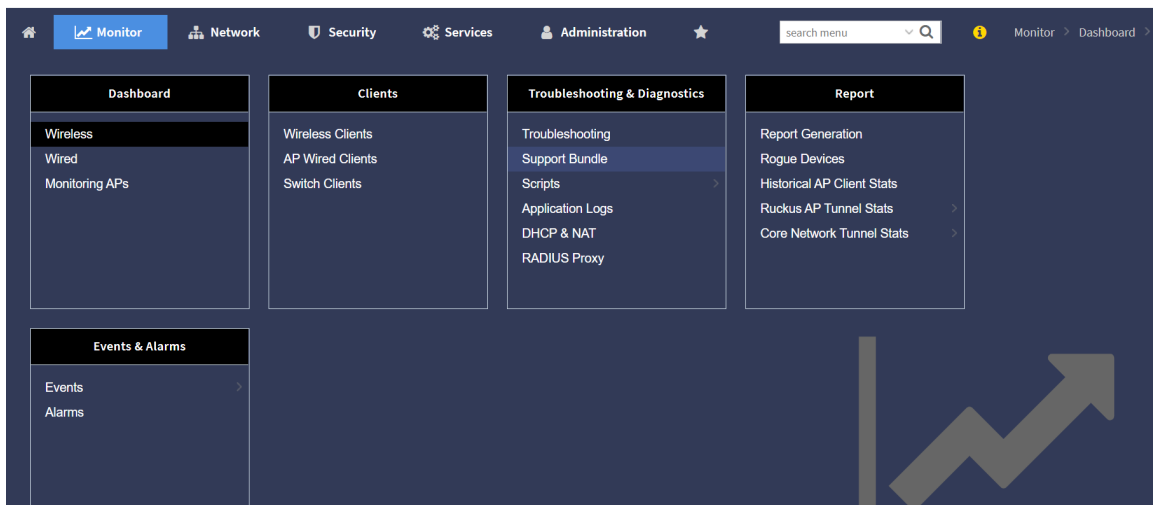 Monitor
Network
Security
Services
Administration
search menu
Monitor > Dashboard >
Dashboard
Wireless
Wired
Monitoring APs
Clients
Wireless Clients
AP Wired Clients
Switch Clients
Troubleshooting & Diagnostics
Troubleshooting
Support Bundle
Scripts
Application Logs
DHCP & NAT
RADIUS Proxy
Report
Report Generation
Rogue Devices
Historical AP Client Stats
Ruckus AP Tunnel Stats
Core Network Tunnel Stats
Events & Alarms
Events
Alarms